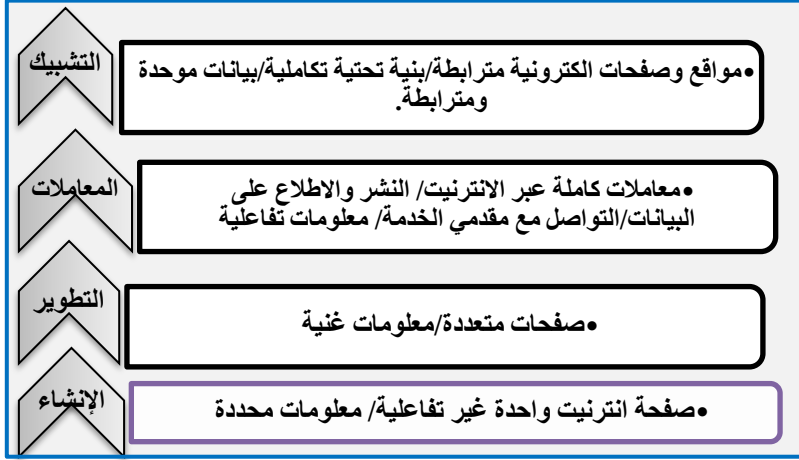 التشبيك
•مواقع وصفحات الكترونية مترابطة/بنية تحتية تكاملية/بيانات موحدة
ومترابطة.
المعاملات
•معاملات كاملة عبر الانترنيت/ النشر والاطلاع على
البيانات/التواصل مع مقدمي الخدمة/ معلومات تفاعلية
التطوير
•صفحات متعددة/معلومات غنية
الإنشاء
•صفحة انترنيت واحدة غير تفاعلية/ معلومات محددة